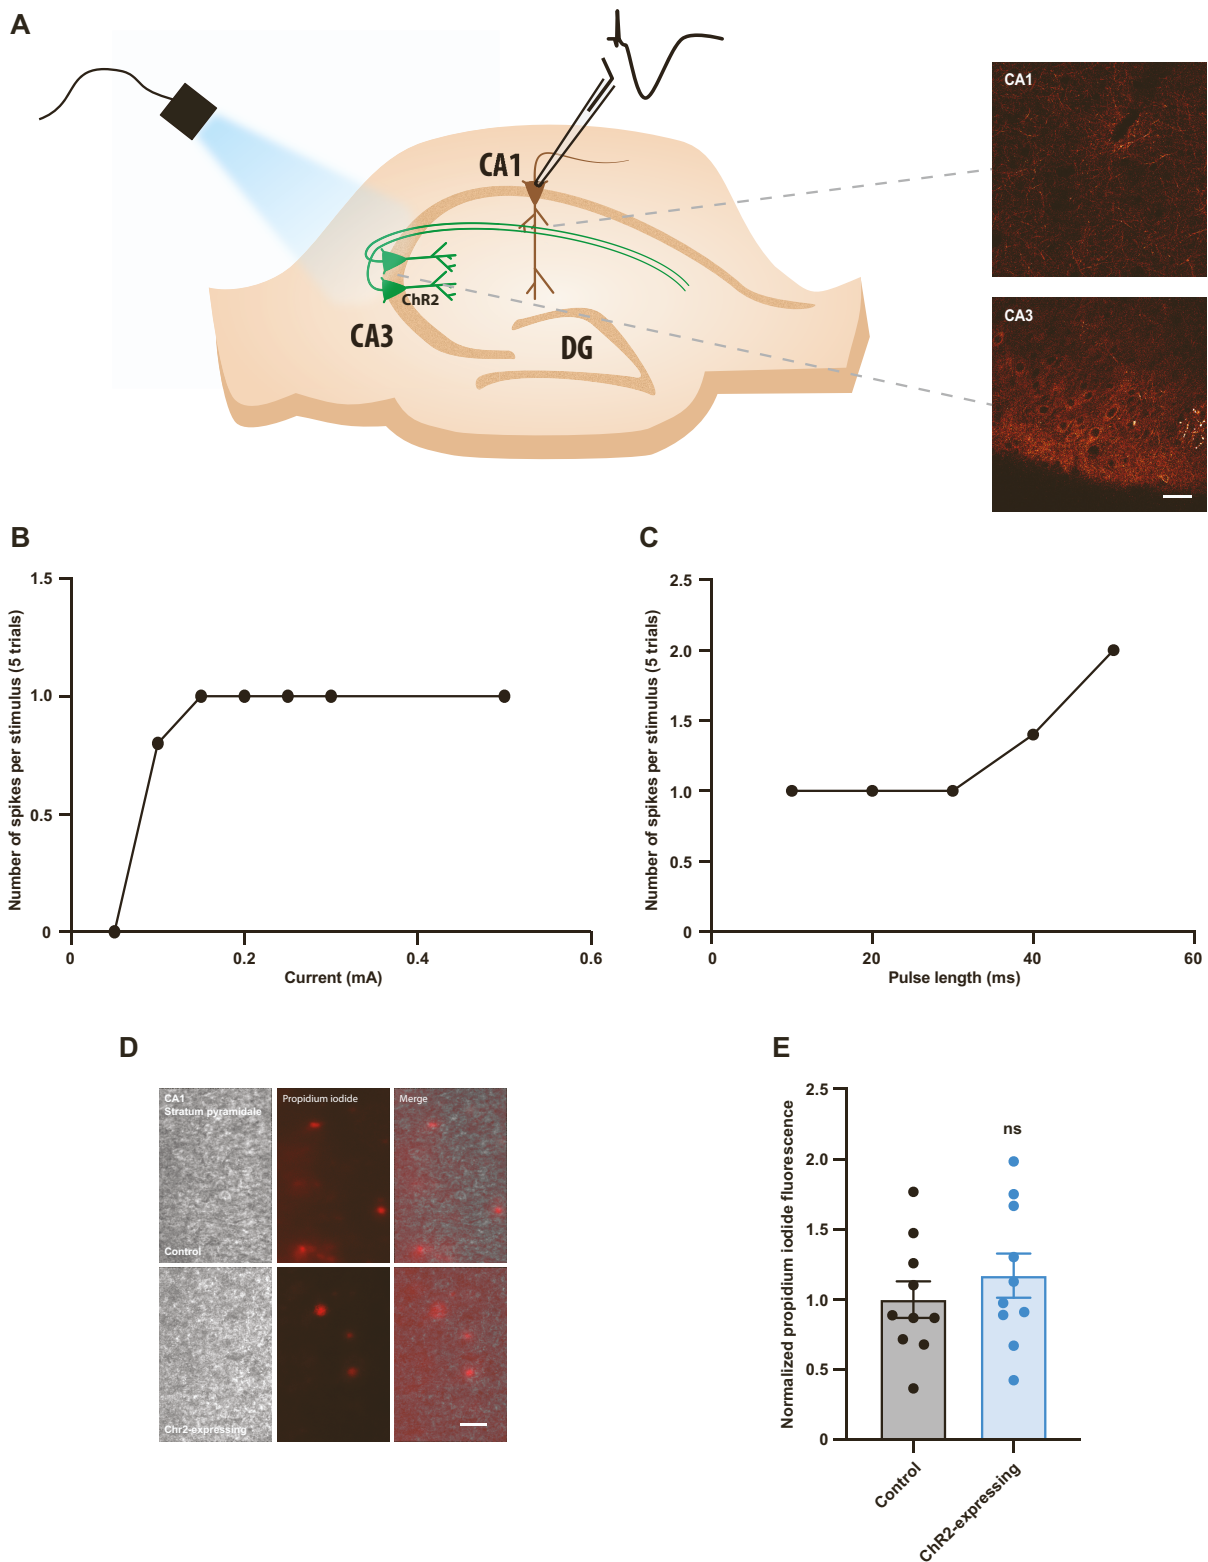 A
CA1
ChR2
CA3
DG
CA1
CA3
B
Number of spikes per stimulus (5 trials)
1.5
1.0
0.5
0
0
0.2
0.4
0.6
Current (mA)
C
Number of spikes per stimulus (5 trials)
2.5
2.0
1.5
1.0
0.5
0
0
20
40
60
Pulse length (ms)
D
CA1
Stratum pyramidale
Propidium iodide
Merge
Control
Chr2-expressing
E
Normalized propidium iodide fluorescence
2.5
2.0
1.5
1.0
0.5
0
ns
Control
ChR2-expressing